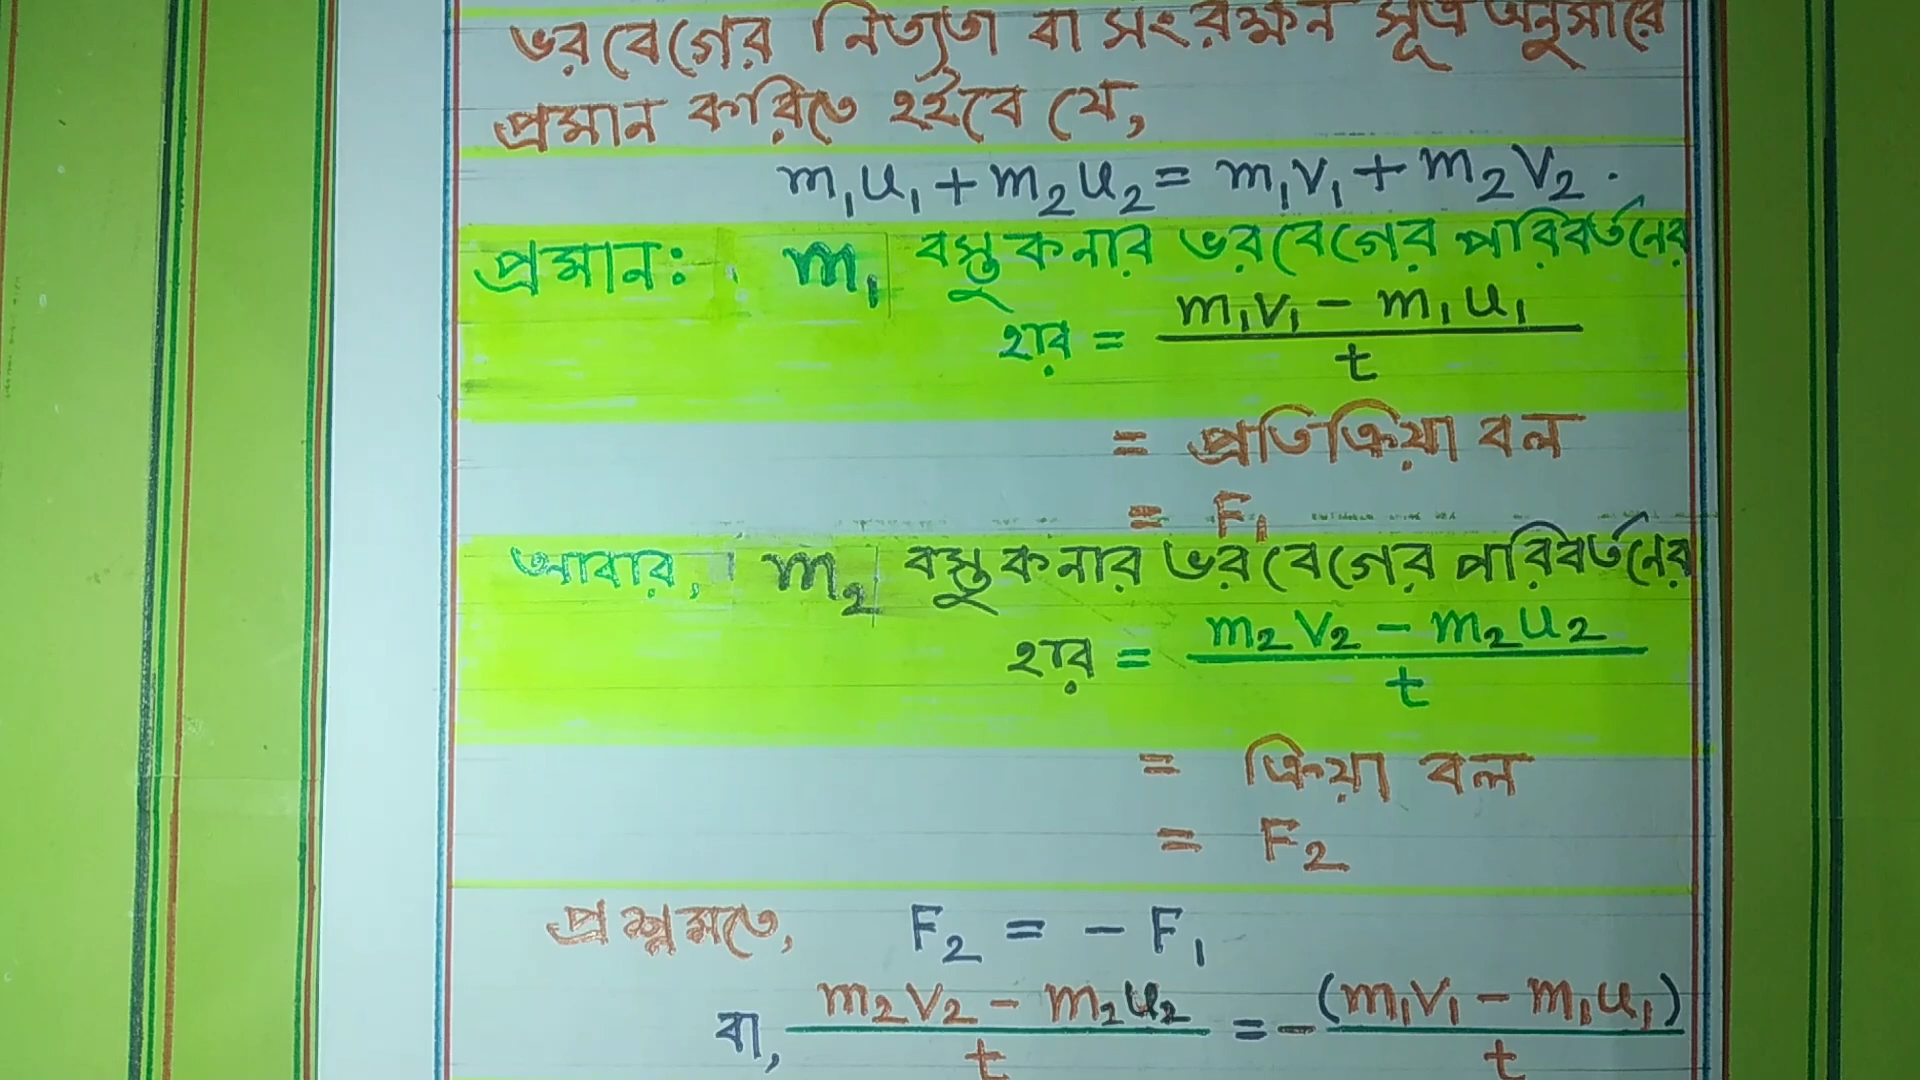 ভরবেগের নিত্যতা বা সংরক্ষন সূত্র অনুসারে
প্রমান করিতে হইবে যে,
m₁u₁ + m₂u₂ = m₁v₁ + m₂v₂.
প্রমান: m₁ বস্তুকনার ভরবেগের পরিবর্তনের
হার = (m₁v₁ - m₁u₁)/t
= প্রতিক্রিয়া বল
= F₁
আবার, m₂ বস্তুকনার ভরবেগের পরিবর্তনের
হার = (m₂v₂ - m₂u₂)/t
= ক্রিয়া বল
= F₂
প্রশ্নমতে, F₂ = - F₁
বা, (m₂v₂ - m₂u₂)/t = - (m₁v₁ - m₁u₁)/t